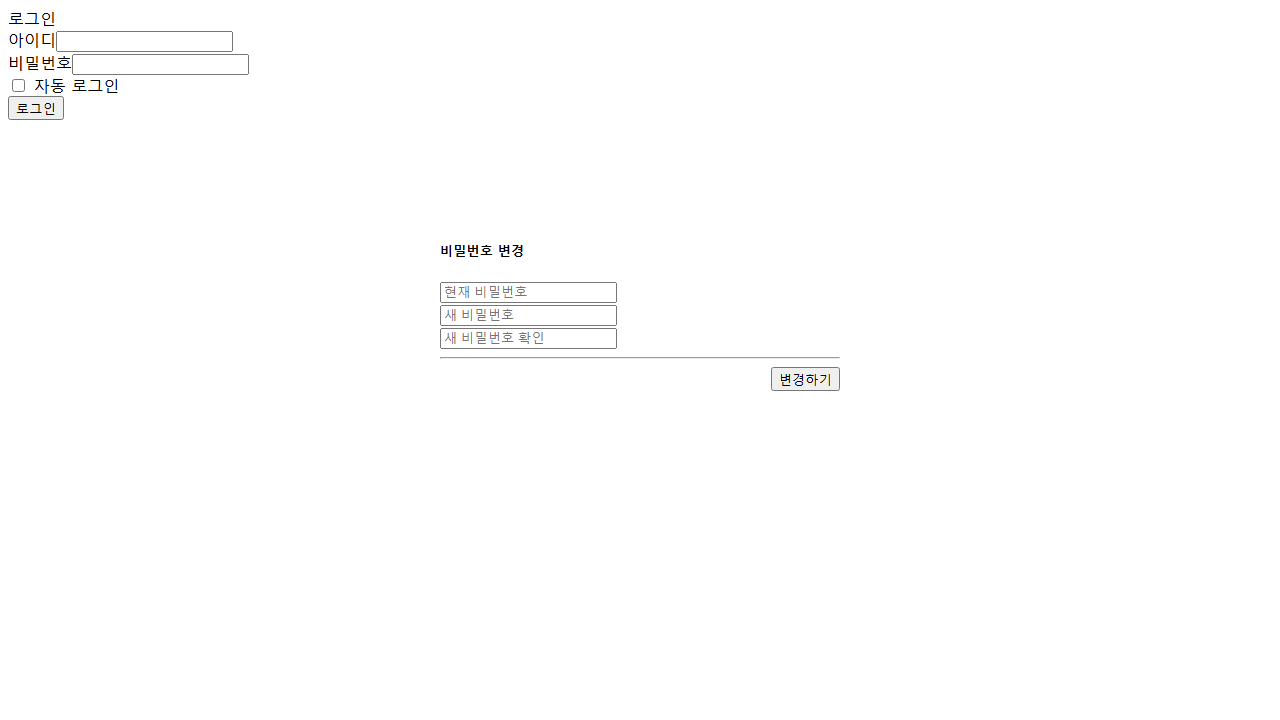 로그인
아이디
비밀번호
자동 로그인
로그인
비밀번호 변경
현재 비밀번호
새 비밀번호
새 비밀번호 확인
변경하기